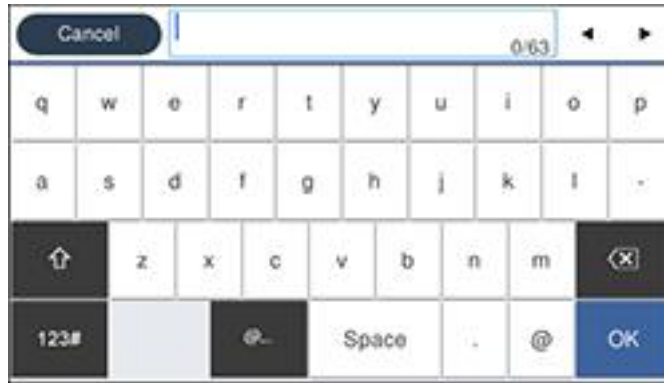 Cancel 0/63
q w e r t y u i o p
a s d f g h j k l -
z x c v b n m
123# @... Space . @ OK